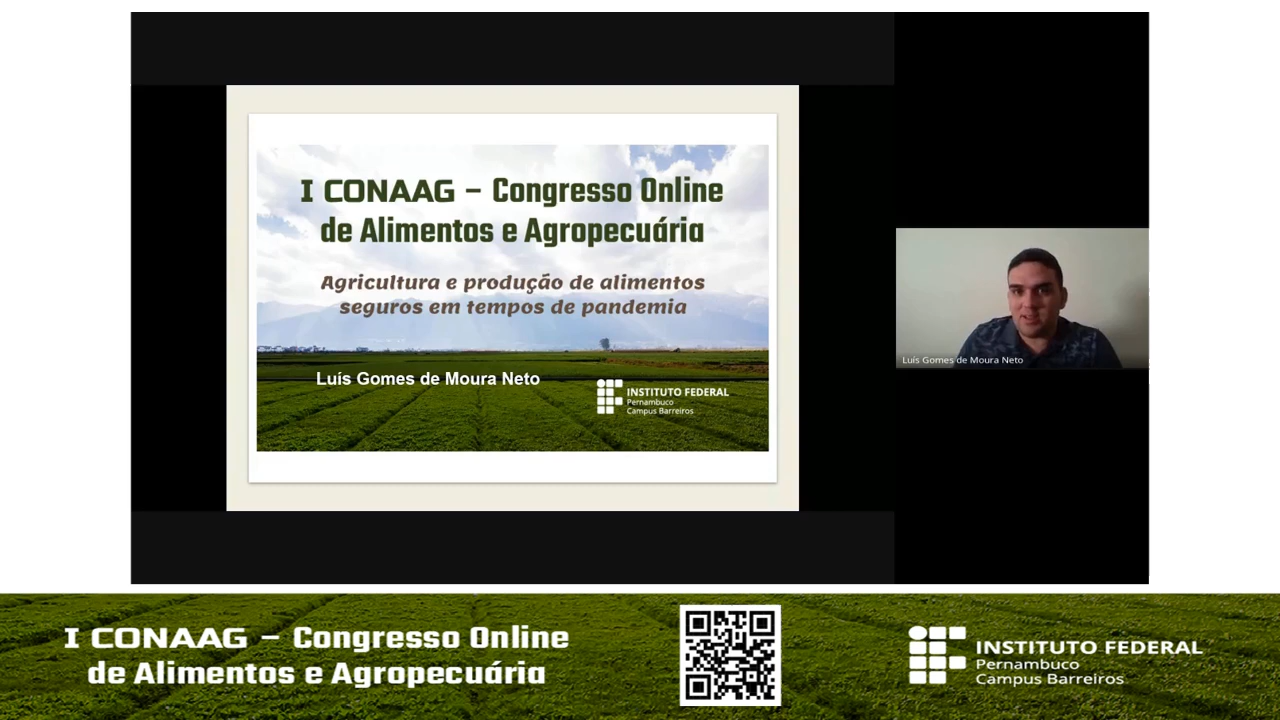 I CONAAG – Congresso Online
de Alimentos e Agropecuária
Agricultura e produção de alimentos
seguros em tempos de pandemia
Luís Gomes de Moura Neto
INSTITUTO FEDERAL
Pernambuco
Campus Barreiros
Luís Gomes de Moura Neto
I CONAAG – Congresso Online
de Alimentos e Agropecuária
INSTITUTO FEDERAL
Pernambuco
Campus Barreiros